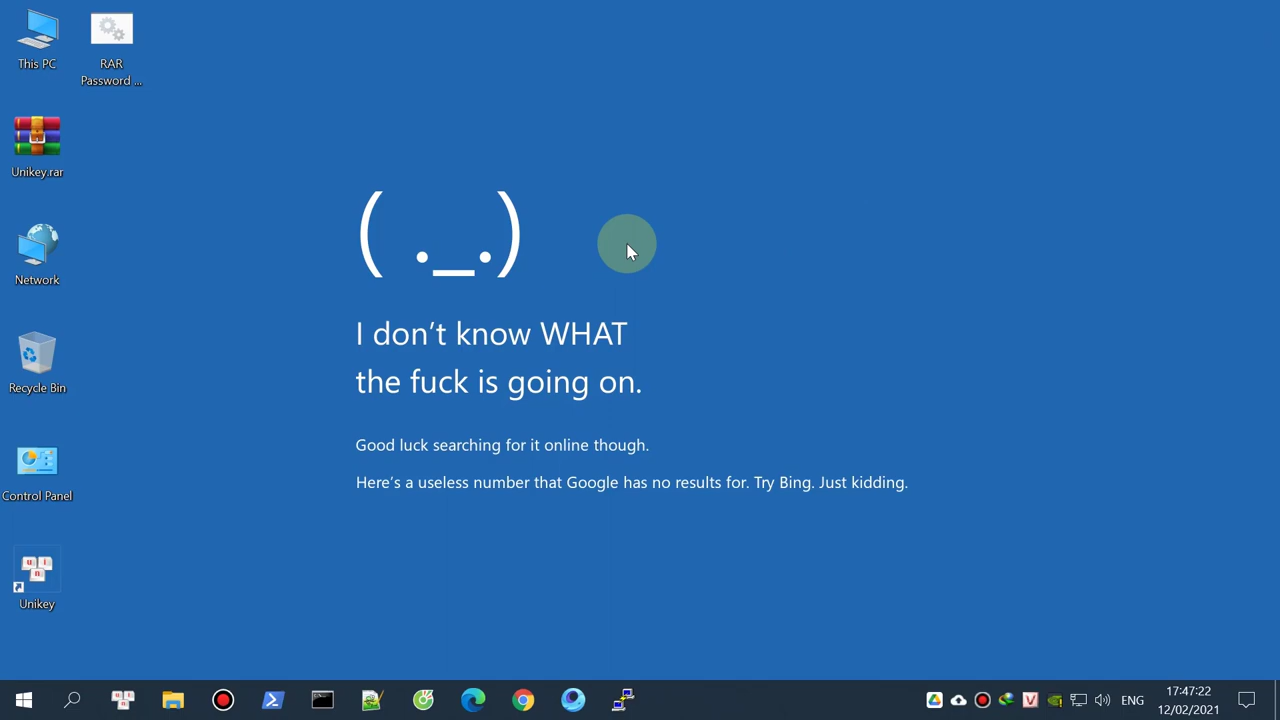 This PC
RAR
Password ...
Unikey.rar
Network
Recycle Bin
Control Panel
Unikey
( ._.)
I don't know WHAT
the fuck is going on.
Good luck searching for it online though.
Here's a useless number that Google has no results for. Try Bing. Just kidding.
ENG
17:47:22
12/02/2021